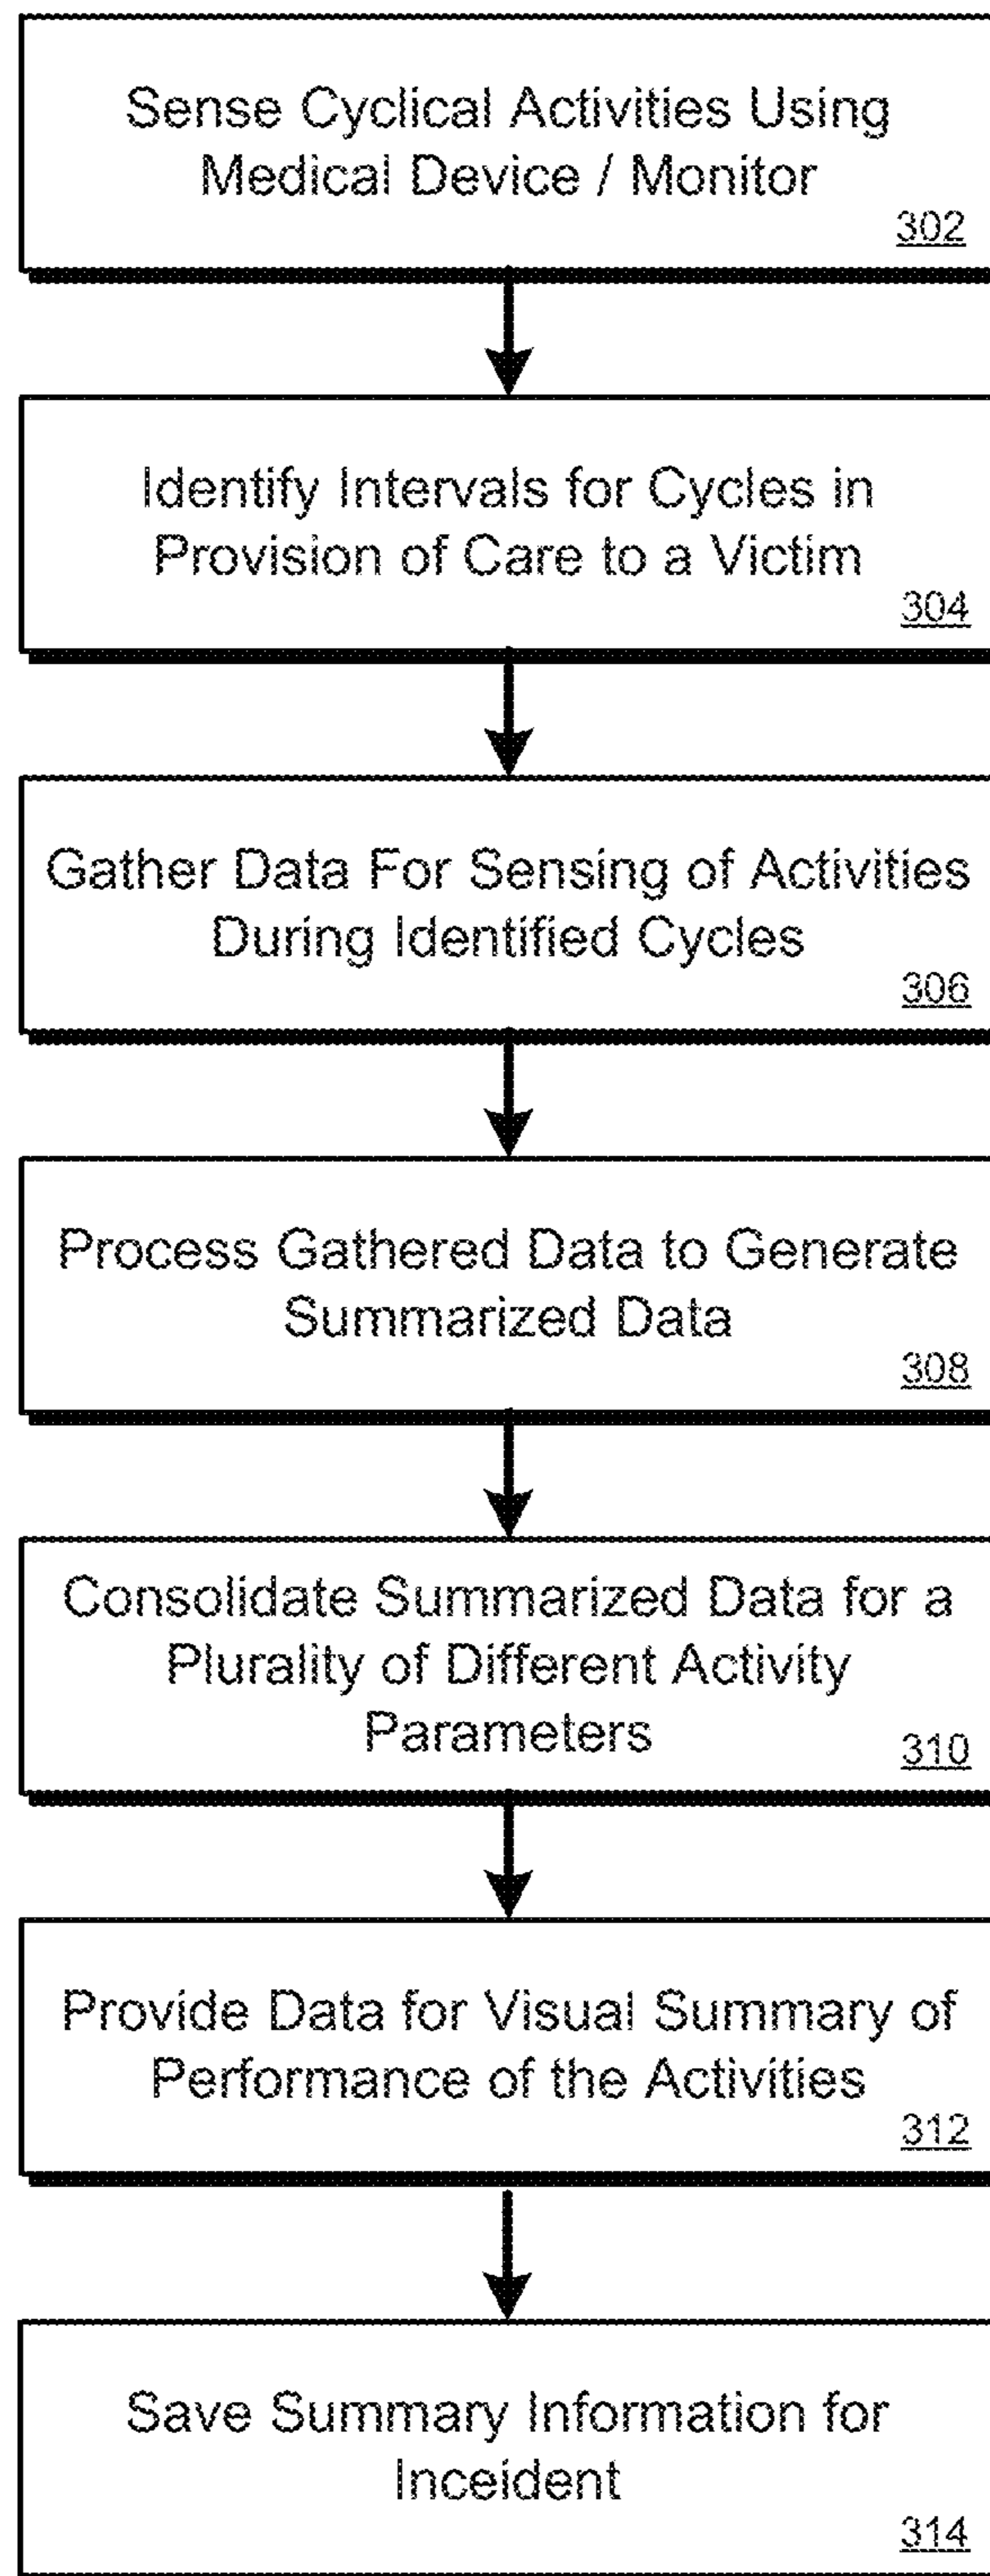 Sense Cyclical Activities Using
Medical Device / Monitor
302
Identify Intervals for Cycles in
Provision of Care to a Victim
304
Gather Data For Sensing of Activities
During Identified Cycles
306
Process Gathered Data to Generate
Summarized Data
308
Consolidate Summarized Data for a
Plurality of Different Activity
Parameters
310
Provide Data for Visual Summary of
Performance of the Activities
312
Save Summary Information for
Inceident
314